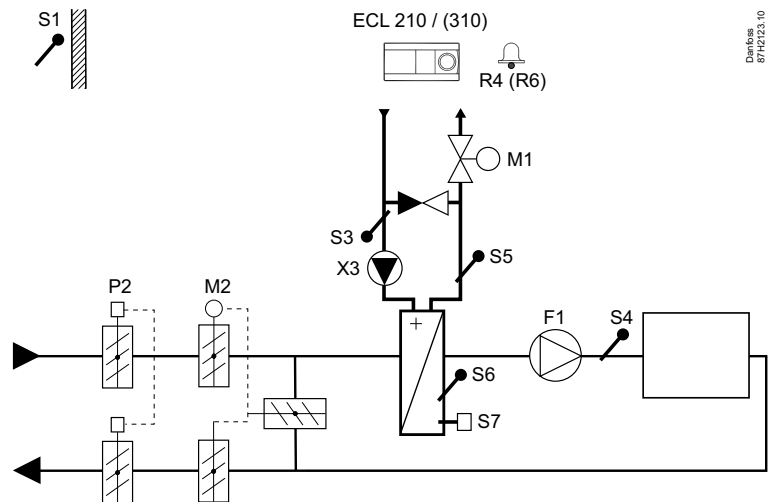 S1
ECL 210 / (310)
R4 (R6)
Danfoss
87H2123.10
M1
S3
S5
X3
P2
M2
F1
S4
+
S6
S7